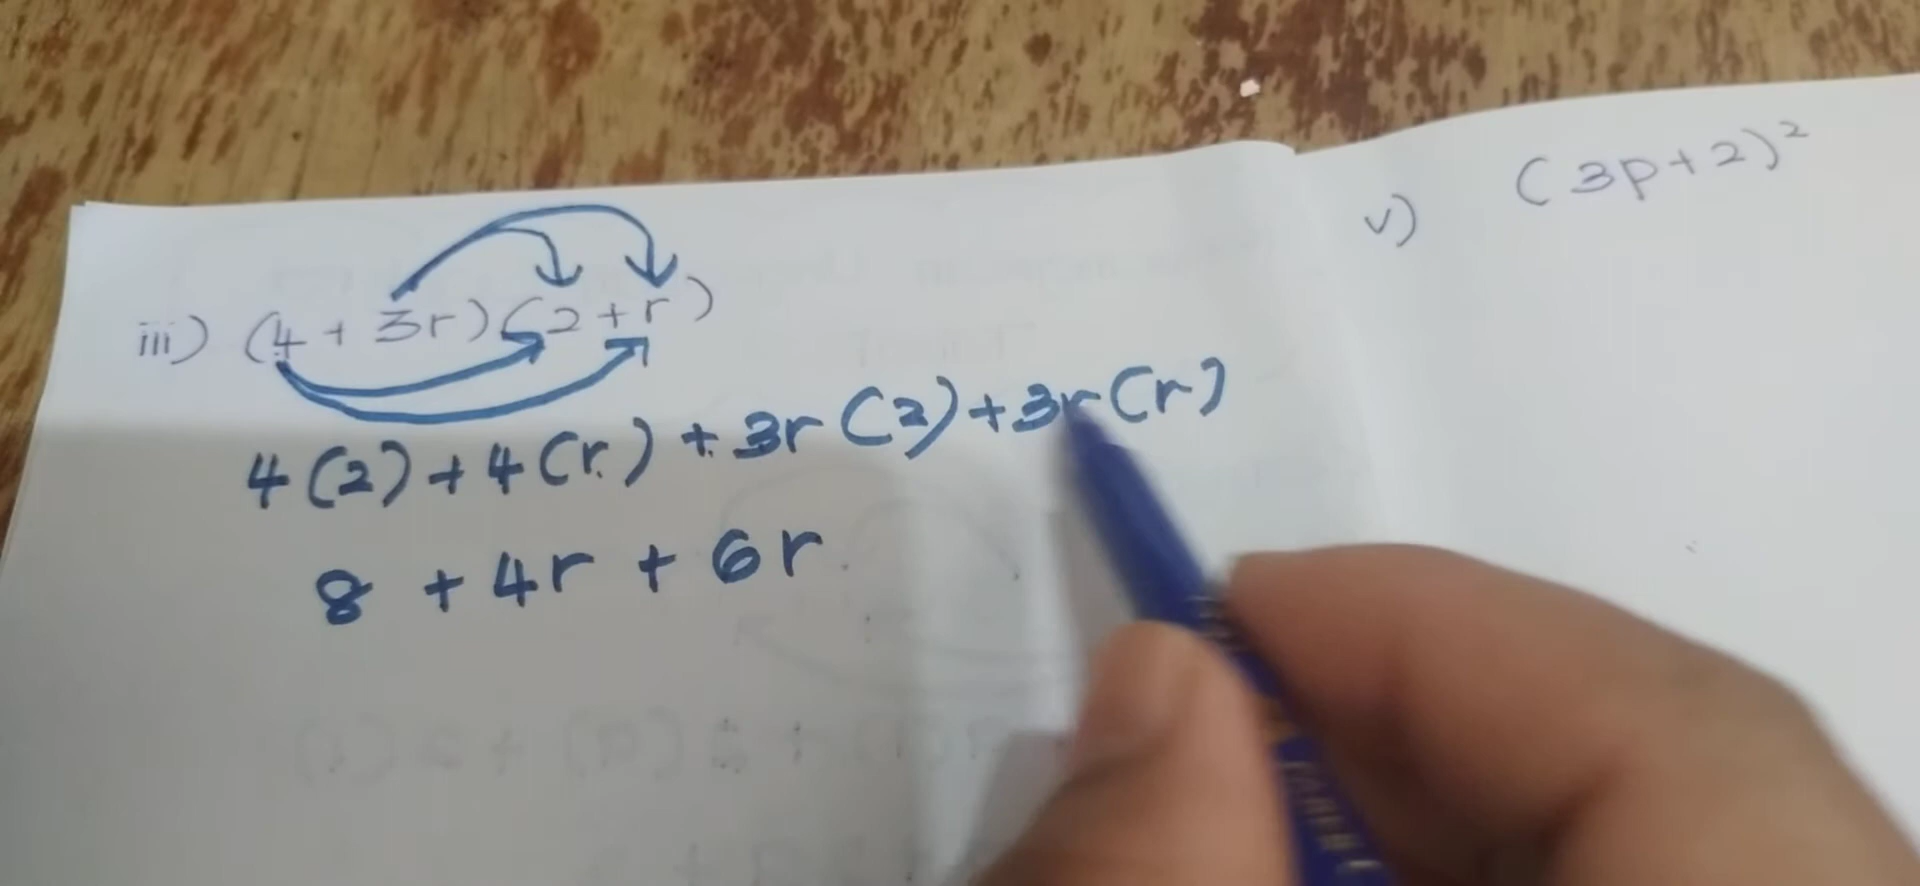 iii) (4 + 3r)(2+r)
4(2)+4(r)+3r(2)+3r(r)
8 + 4r + 6r
v) (3p+2)²